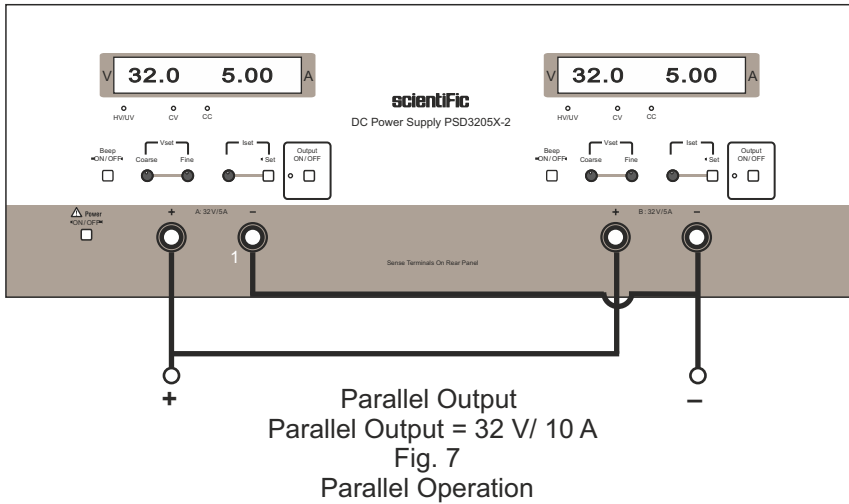 V 32.0 5.00 A
HV/UV CV CC
Beep
ON/OFF
Vset
Coarse Fine
Iset
Set
Output
ON/OFF
scientiFic
DC Power Supply PSD3205X-2
V 32.0 5.00 A
HV/UV CV CC
Beep
ON/OFF
Vset
Coarse Fine
Iset
Set
Output
ON/OFF
Power
ON/OFF
+ A: 32V/5A −
1
Sense Terminals On Rear Panel
+ B: 32V/5A −
+ −
Parallel Output
Parallel Output = 32 V/ 10 A
Fig. 7
Parallel Operation